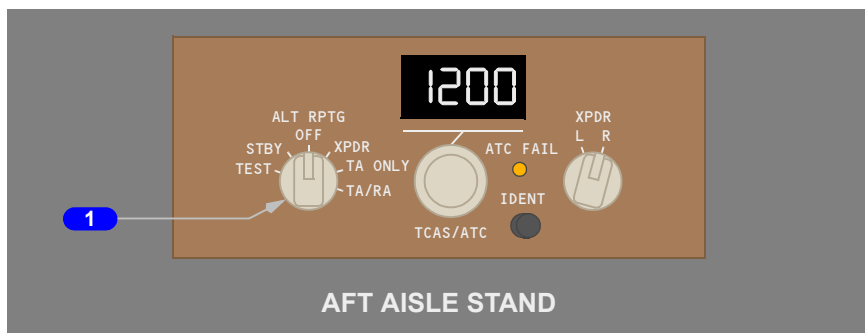 1200
ALT RPTG
OFF
XPDR
STBY
XPDR
L R
ATC FAIL
TEST
TA ONLY
TA/RA
IDENT
1
TCAS/ATC
AFT AISLE STAND